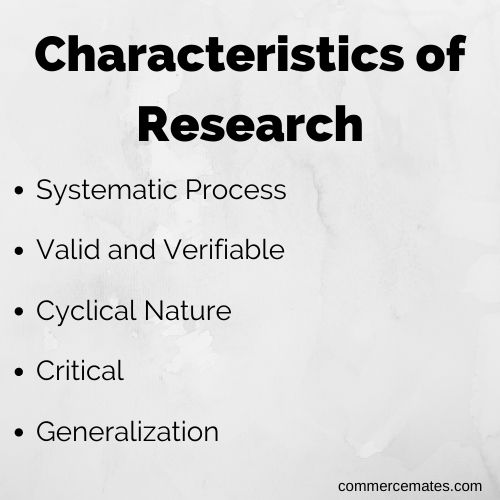 Characteristics of
Research
• Systematic Process
• Valid and Verifiable
• Cyclical Nature
• Critical
• Generalization
commercemates.com